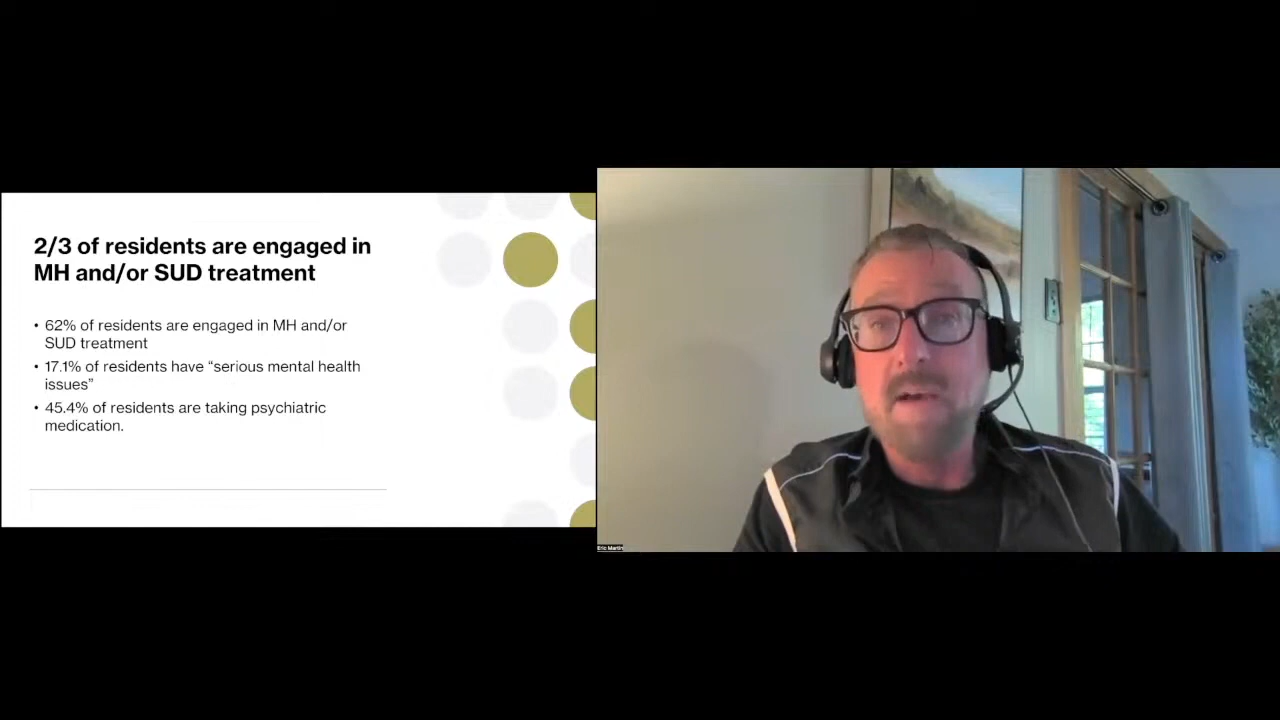 2/3 of residents are engaged in
MH and/or SUD treatment
• 62% of residents are engaged in MH and/or
SUD treatment
• 17.1% of residents have “serious mental health
issues”
• 45.4% of residents are taking psychiatric
medication.
Eric Martin